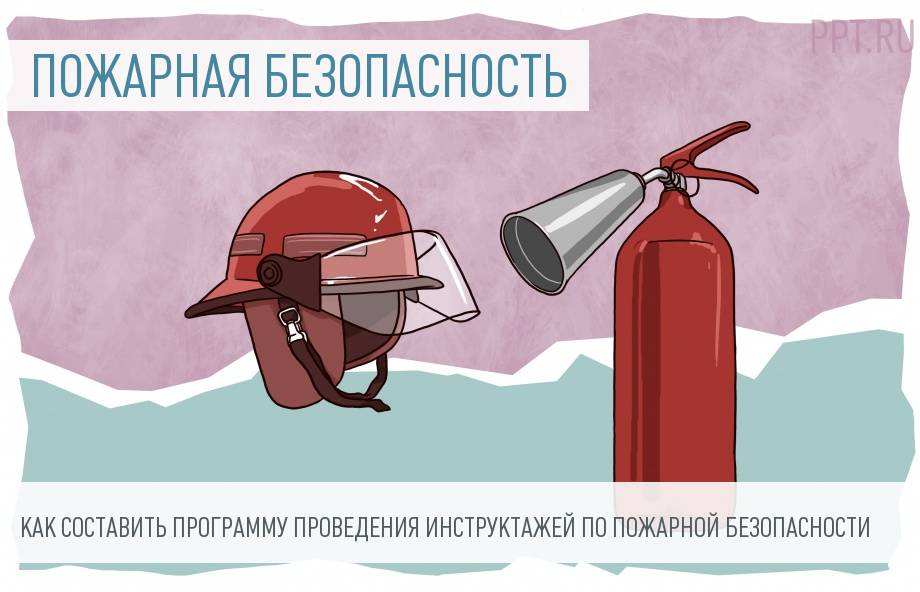 PPT.RU
ПОЖАРНАЯ БЕЗОПАСНОСТЬ
КАК СОСТАВИТЬ ПРОГРАММУ ПРОВЕДЕНИЯ ИНСТРУКТАЖЕЙ ПО ПОЖАРНОЙ БЕЗОПАСНОСТИ